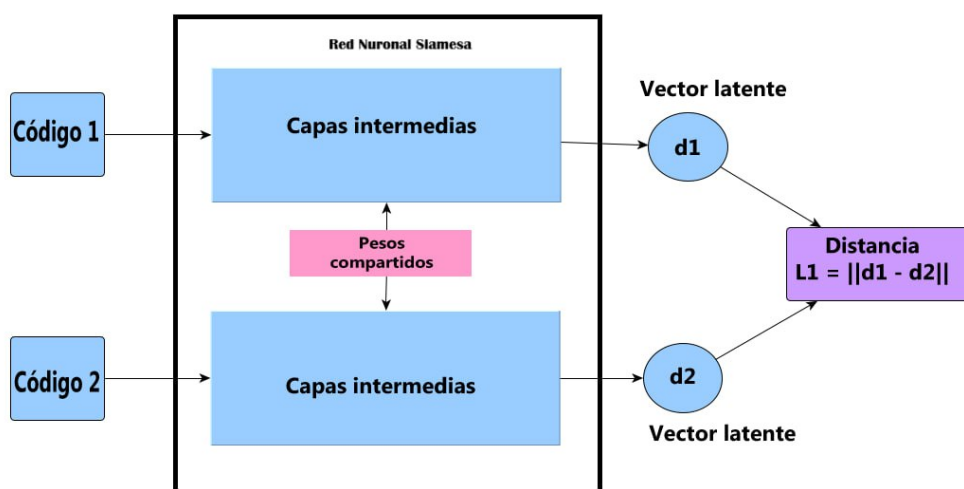 Red Nuronal Siamesa
Código 1
Capas intermedias
Vector latente
d1
Pesos
compartidos
Distancia
L1 = ||d1 - d2||
Código 2
Capas intermedias
d2
Vector latente